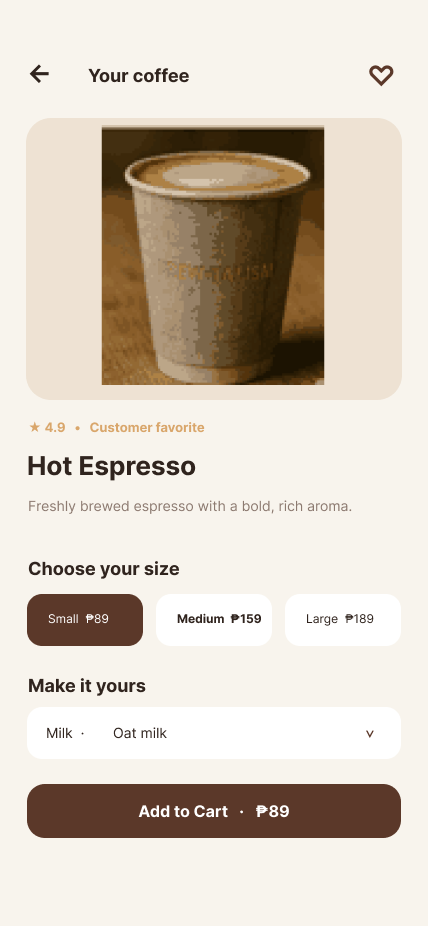 Your coffee
★ 4.9 • Customer favorite
Hot Espresso
Freshly brewed espresso with a bold, rich aroma.
Choose your size
Small ₱89 Medium ₱159 Large ₱189
Make it yours
Milk · Oat milk
Add to Cart · ₱89